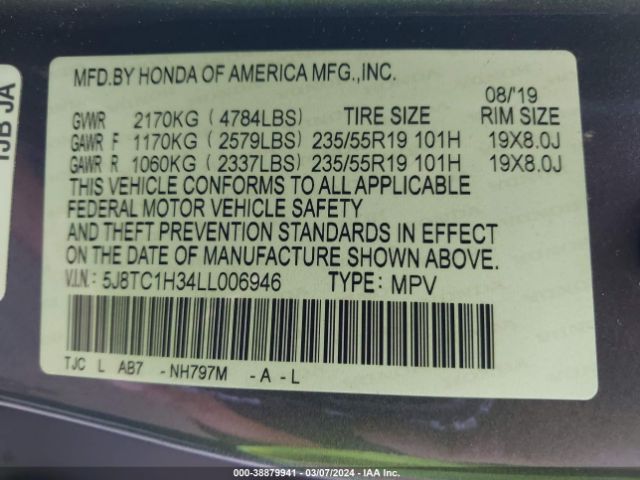 MFD.BY HONDA OF AMERICA MFG.,INC.
08/'19
GVWR 2170KG ( 4784LBS) TIRE SIZE RIM SIZE
GAWR F 1170KG ( 2579LBS) 235/55R19 101H 19X8.0J
GAWR R 1060KG ( 2337LBS) 235/55R19 101H 19X8.0J
THIS VEHICLE CONFORMS TO ALL APPLICABLE
FEDERAL MOTOR VEHICLE SAFETY
AND THEFT PREVENTION STANDARDS IN EFFECT
ON THE DATE OF MANUFACTURE SHOWN ABOVE.
V.I.N.: 5J8TC1H34LL006946 TYPE: MPV
TJC L AB7 -NH797M -A-L
000-38879941 - 03/07/2024 - IAA Inc.